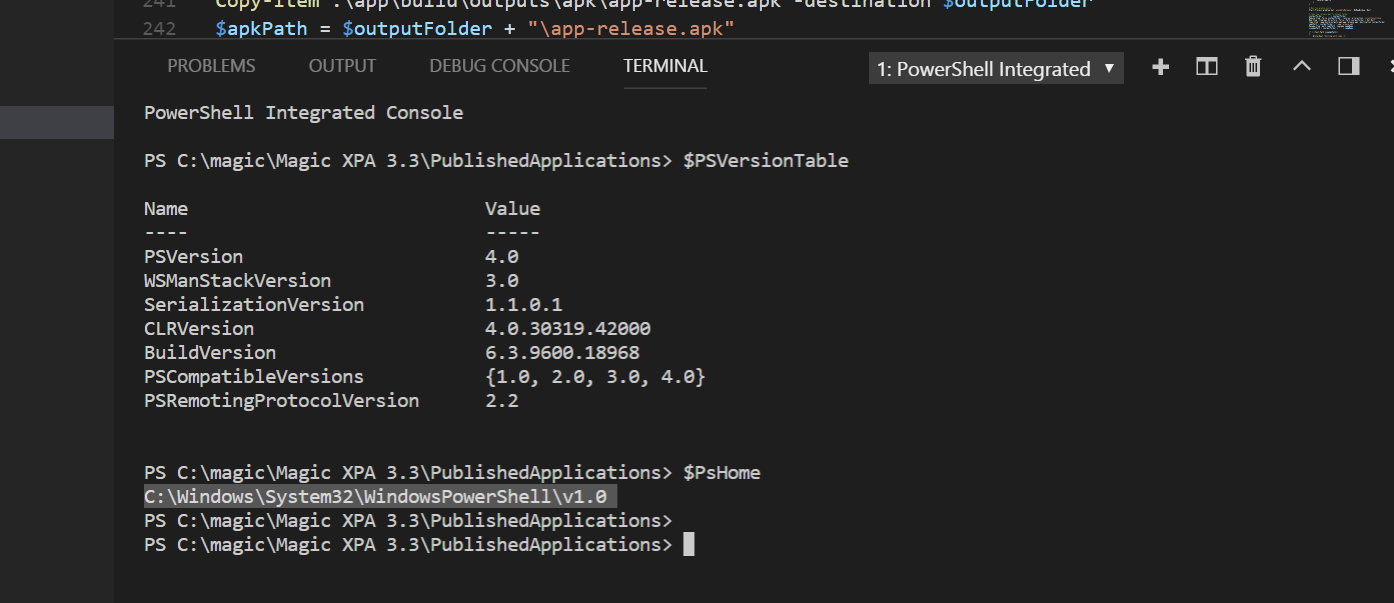 241 Copy-Item .\app\build\outputs\apk\app-release.apk -destination $outputFolder
242 $apkPath = $outputFolder + "\app-release.apk"
PROBLEMS OUTPUT DEBUG CONSOLE TERMINAL 1: PowerShell Integrated
PowerShell Integrated Console
PS C:\magic\Magic XPA 3.3\PublishedApplications> $PSVersionTable
Name Value
---- -----
PSVersion 4.0
WSManStackVersion 3.0
SerializationVersion 1.1.0.1
CLRVersion 4.0.30319.42000
BuildVersion 6.3.9600.18968
PSCompatibleVersions {1.0, 2.0, 3.0, 4.0}
PSRemotingProtocolVersion 2.2
PS C:\magic\Magic XPA 3.3\PublishedApplications> $PsHome
C:\Windows\System32\WindowsPowerShell\v1.0
PS C:\magic\Magic XPA 3.3\PublishedApplications>
PS C:\magic\Magic XPA 3.3\PublishedApplications>